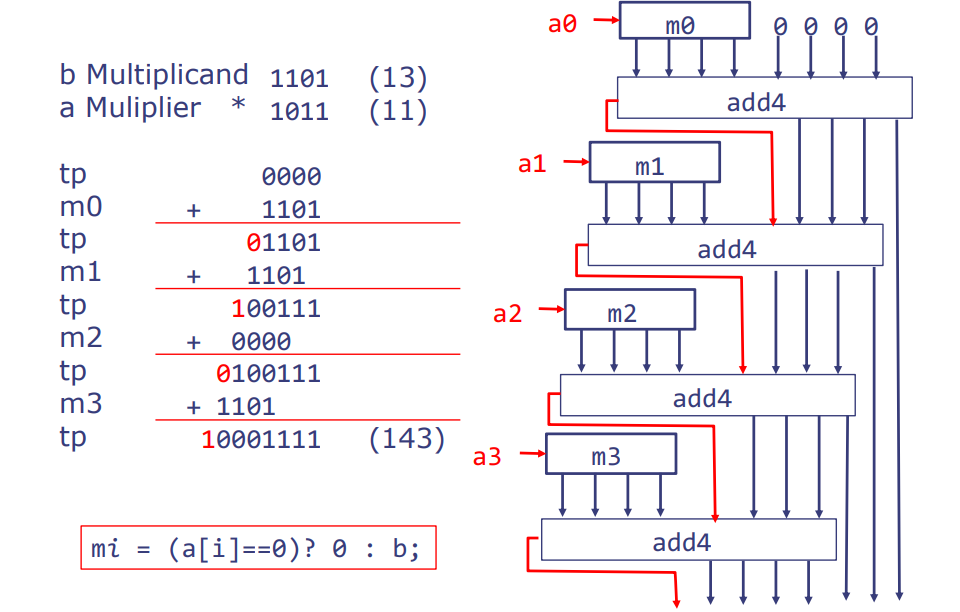 b Multiplicand 1101 (13)
a Muliplier * 1011 (11)
tp 0000
m0 + 1101
tp 01101
m1 + 1101
tp 100111
m2 + 0000
tp 0100111
m3 + 1101
tp 10001111 (143)
mi = (a[i]==0)? 0 : b;
a0 m0 0 0 0 0
add4
a1 m1
add4
a2 m2
add4
a3 m3
add4